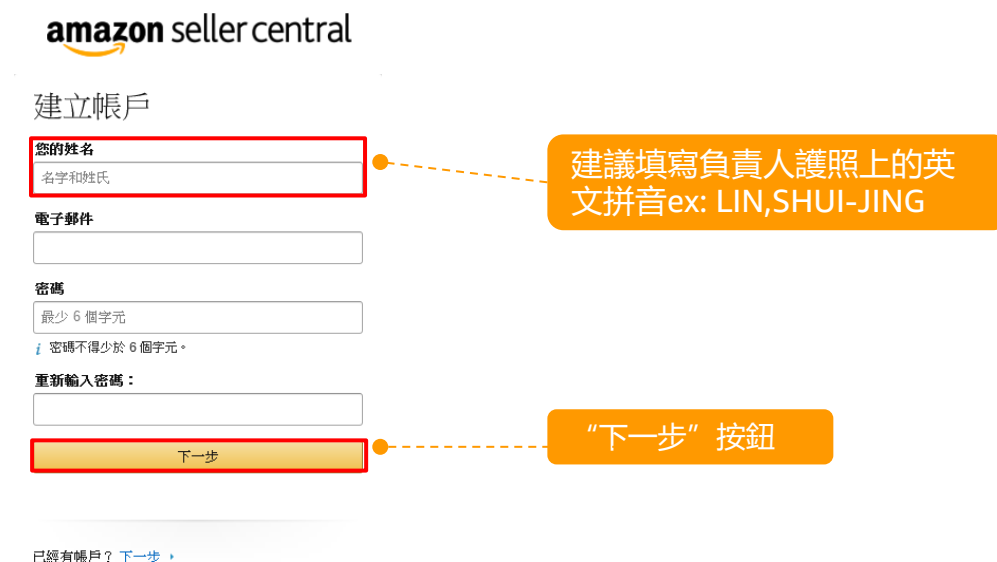 amazon seller central
建立帳戶
您的姓名
名字和姓氏
建議填寫負責人護照上的英
文拼音ex: LIN,SHUI-JING
電子郵件
密碼
最少 6 個字元
i 密碼不得少於 6 個字元。
重新輸入密碼：
下一步
“下一步”按鈕
已經有帳戶？下一步